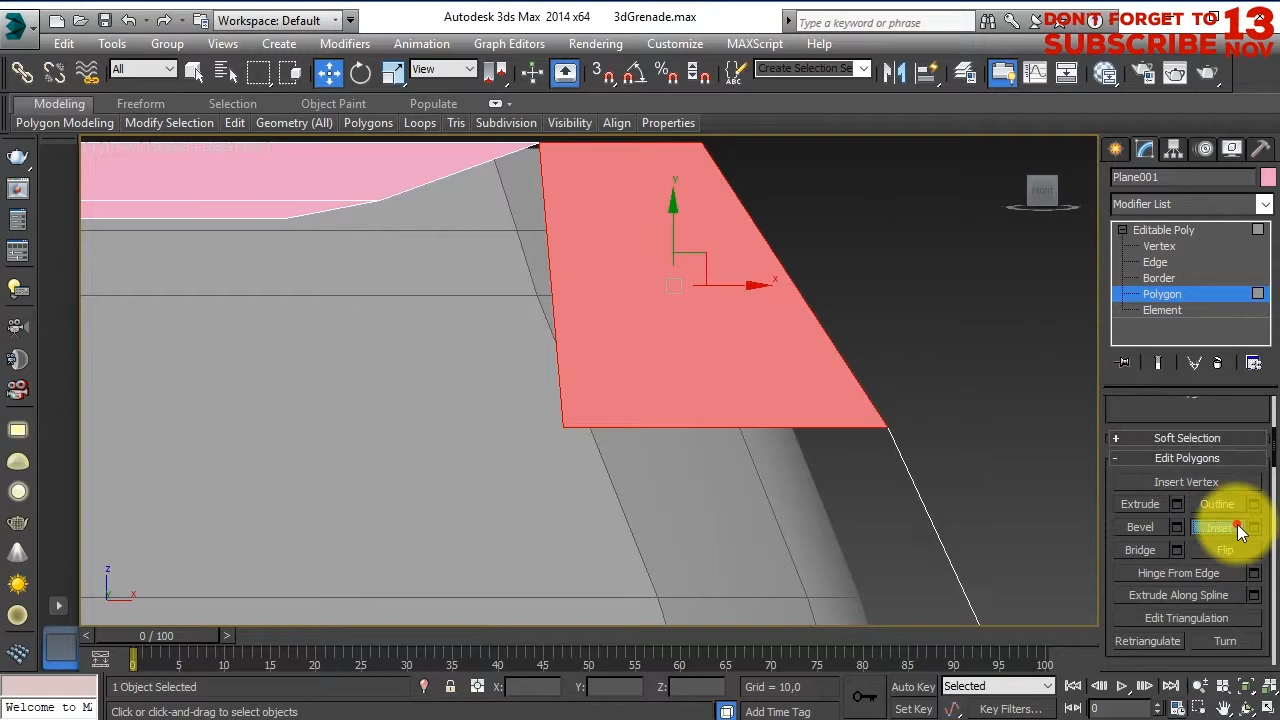 Workspace: Default
Autodesk 3ds Max 2014 x64
3dGrenade.max
Type a keyword or phrase
DON'T FORGET TO
SUBSCRIBE
13
NOV
Edit
Tools
Group
Views
Create
Modifiers
Animation
Graph Editors
Rendering
Customize
MAXScript
Help
All
View
Create Selection Se
Modeling
Freeform
Selection
Object Paint
Populate
Polygon Modeling
Modify Selection
Edit
Geometry (All)
Polygons
Loops
Tris
Subdivision
Visibility
Align
Properties
Plane001
Modifier List
Editable Poly
Vertex
Edge
Border
Polygon
Element
FRONT
y
x
z
x
Soft Selection
Edit Polygons
Insert Vertex
Extrude
Outline
Bevel
Inset
Bridge
Flip
Hinge From Edge
Extrude Along Spline
Edit Triangulation
Retriangulate
Turn
0 / 100
0 5 10 15 20 25 30 35 40 45 50 55 60 65 70 75 80 85 90 95 100
1 Object Selected
X:
Y:
Z:
Grid = 10,0
Auto Key
Selected
Welcome to M
Click or click-and-drag to select objects
Add Time Tag
Set Key
Key Filters...
0